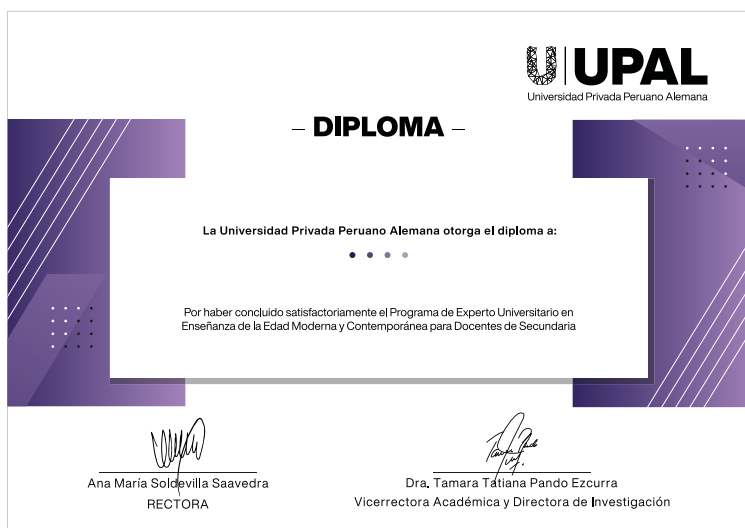 UPAL
Universidad Privada Peruano Alemana
– DIPLOMA –
La Universidad Privada Peruano Alemana otorga el diploma a:
Por haber concluido satisfactoriamente el Programa de Experto Universitario en
Enseñanza de la Edad Moderna y Contemporánea para Docentes de Secundaria
Ana María Soldevilla Saavedra
RECTORA
Dra. Tamara Tatiana Pando Ezcurra
Vicerrectora Académica y Directora de Investigación